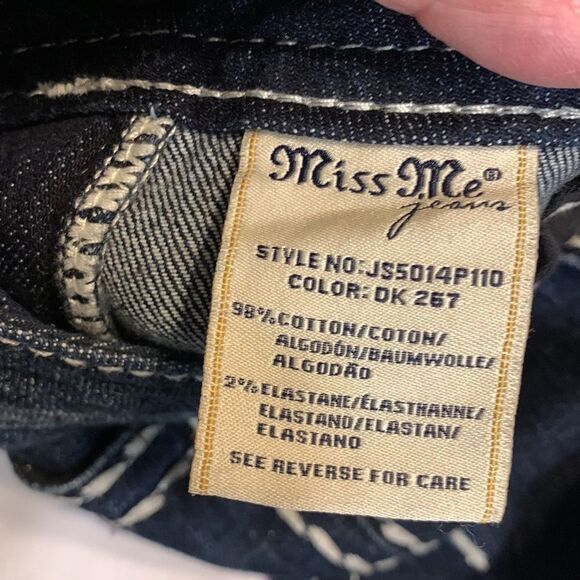 Miss Me®
jeans
STYLE NO:JS5014P110
COLOR: DK 267
98%COTTON/COTON/
ALGODÓN/BAUMWOLLE/
ALGODÃO
2%ELASTANE/ÉLASTHANNE/
ELASTANO/ELASTAN/
ELASTANO
SEE REVERSE FOR CARE